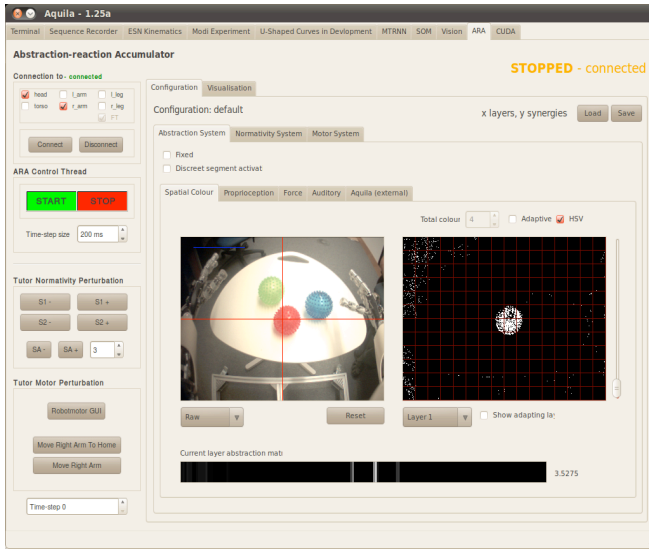 Aquila - 1.25a
Terminal Sequence Recorder ESN Kinematics Modi Experiment U-Shaped Curves in Devlopment MTRNN SOM Vision ARA CUDA
Abstraction-reaction Accumulator
STOPPED - connected
Connection to - connected
head l_arm l_leg
torso r_arm r_leg
FT
Connect Disconnect
ARA Control Thread
START STOP
Time-step size 200 ms
Tutor Normativity Perturbation
S1 - S1 +
S2 - S2 +
SA - SA + 3
Tutor Motor Perturbation
Robotmotor GUI
Move Right Arm To Home
Move Right Arm
Time-step 0
Configuration Visualisation
Configuration: default
x layers, y synergies Load Save
Abstraction System Normativity System Motor System
Fixed
Discreet segment activat
Spatial Colour Proprioception Force Auditory Aquila (external)
Total colour 4 Adaptive HSV
Raw Reset
Layer 1 Show adapting la
Current layer abstraction matr
3.5275